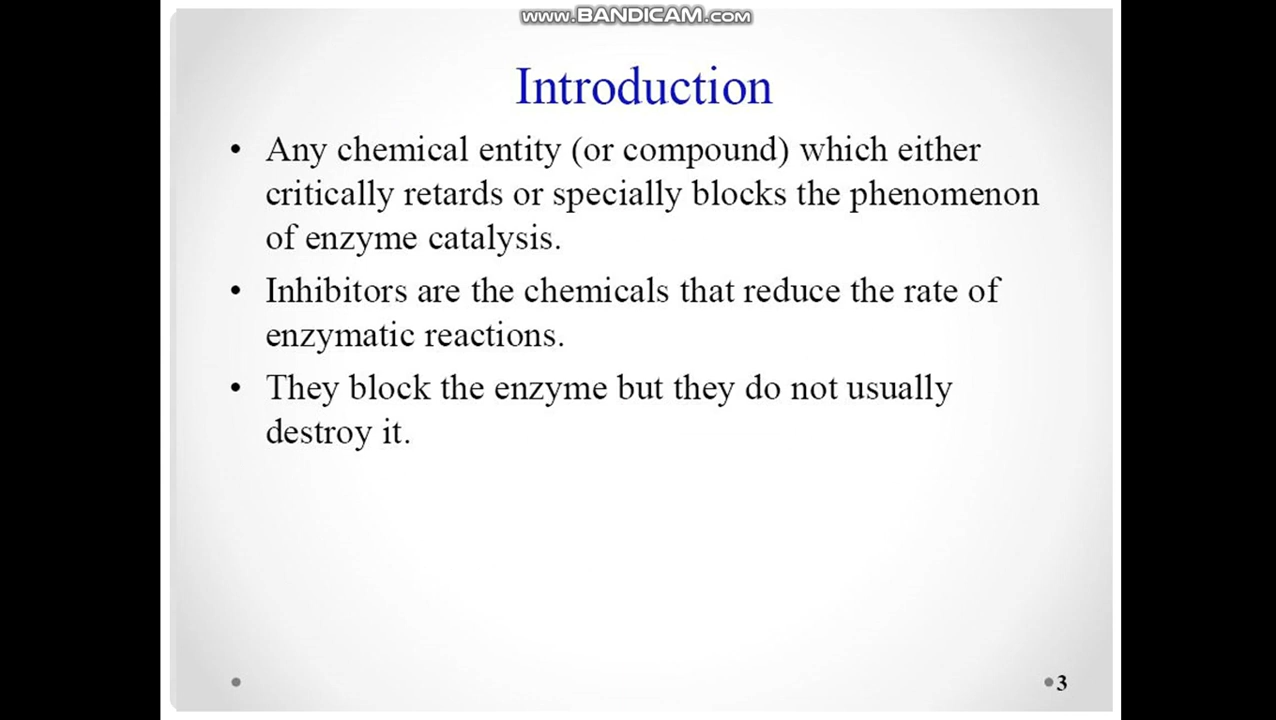 www.BANDICAM.com
Introduction
• Any chemical entity (or compound) which either
critically retards or specially blocks the phenomenon
of enzyme catalysis.
• Inhibitors are the chemicals that reduce the rate of
enzymatic reactions.
• They block the enzyme but they do not usually
destroy it.
3